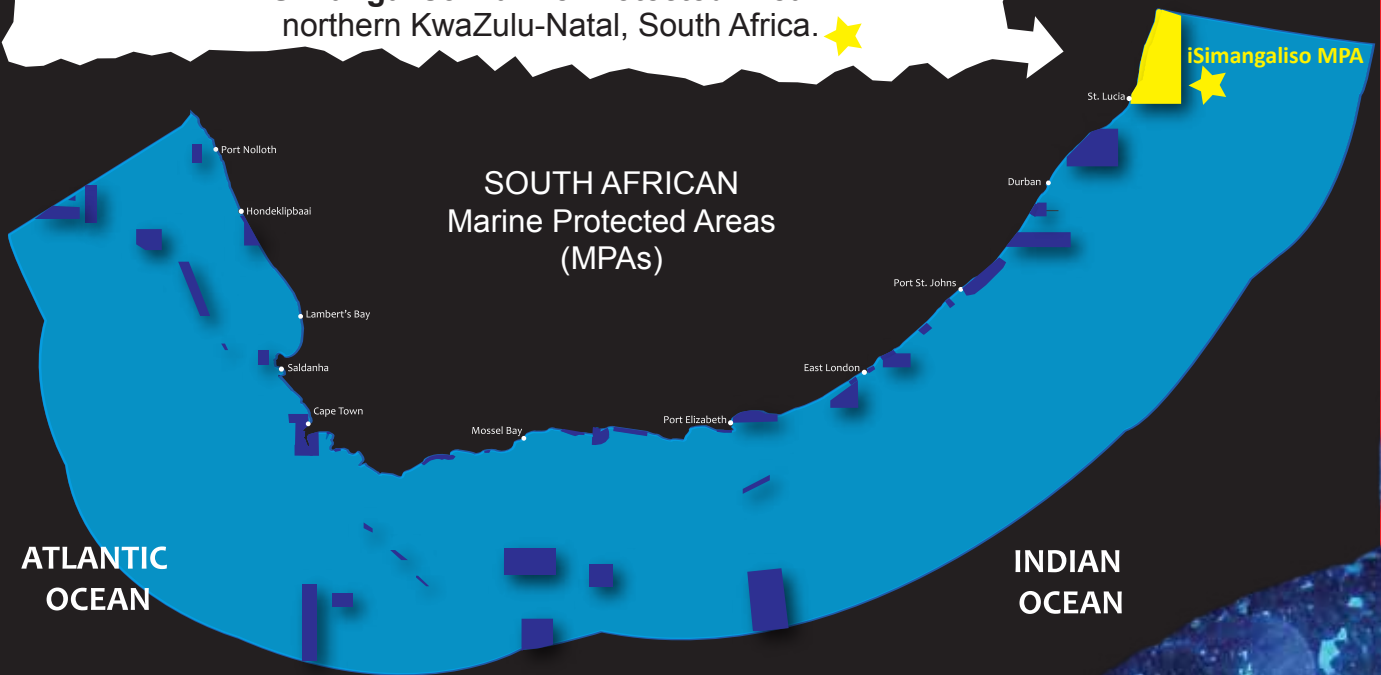 northern KwaZulu-Natal, South Africa.
iSimangaliso MPA
St. Lucia
Port Nolloth
SOUTH AFRICAN
Marine Protected Areas
(MPAs)
Durban
Hondeklipbaai
Port St. Johns
Lambert's Bay
Saldanha
East London
Cape Town
Port Elizabeth
Mossel Bay
ATLANTIC
OCEAN
INDIAN
OCEAN